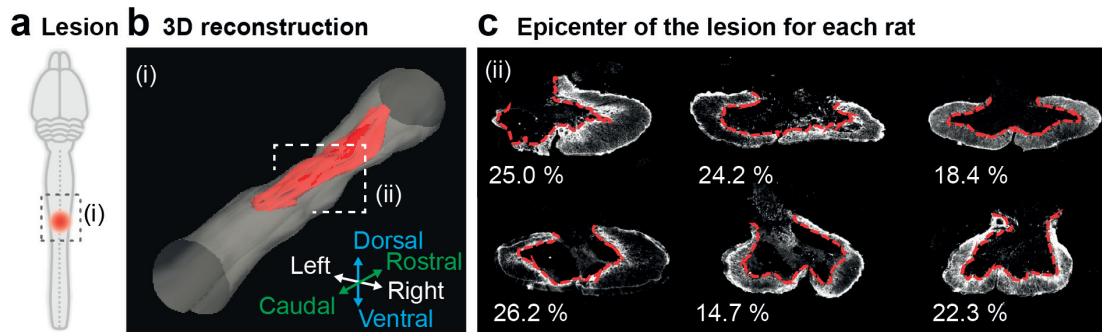 a Lesion
(i)
b 3D reconstruction
(i)
(ii)
Dorsal
Left
Rostral
Caudal
Right
Ventral
c Epicenter of the lesion for each rat
(ii)
25.0 %
24.2 %
18.4 %
26.2 %
14.7 %
22.3 %